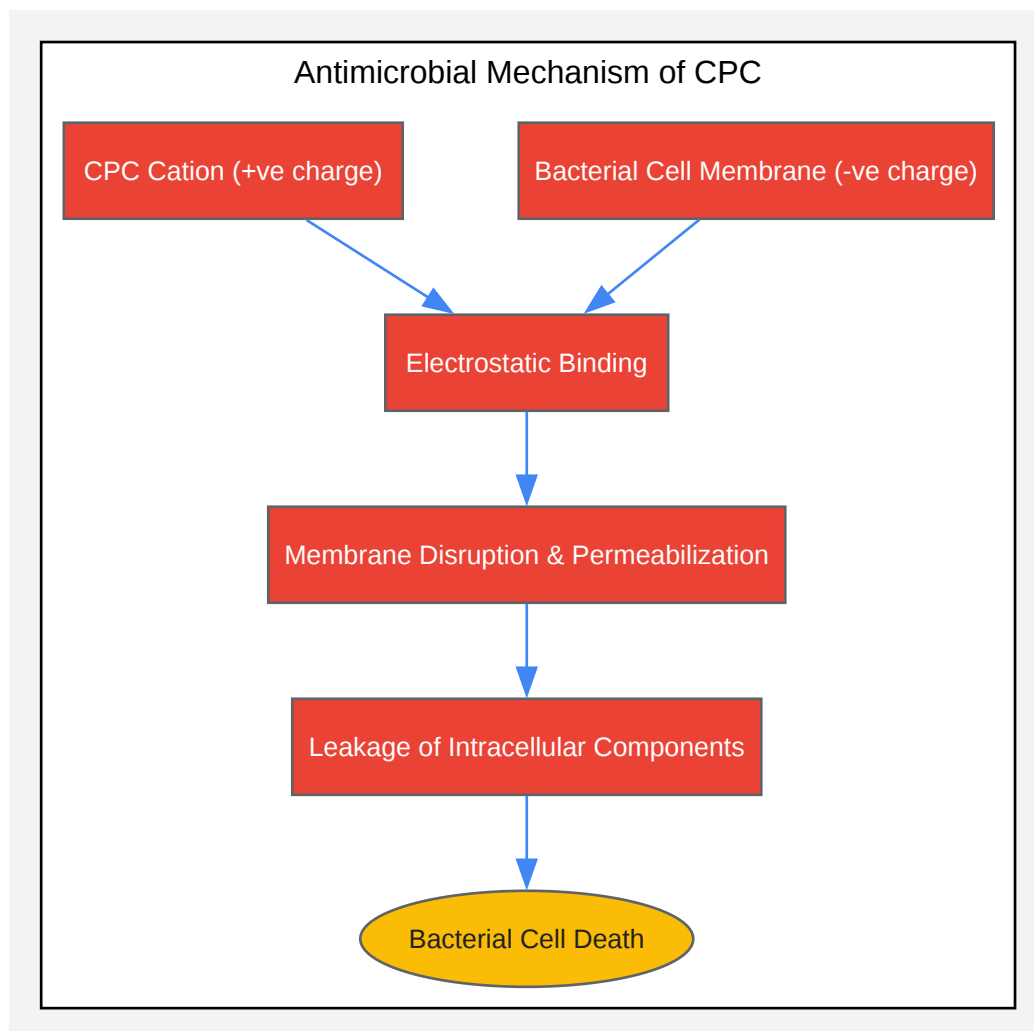 Antimicrobial Mechanism of CPC
CPC Cation (+ve charge)
Bacterial Cell Membrane (-ve charge)
Electrostatic Binding
Membrane Disruption & Permeabilization
Leakage of Intracellular Components
Bacterial Cell Death